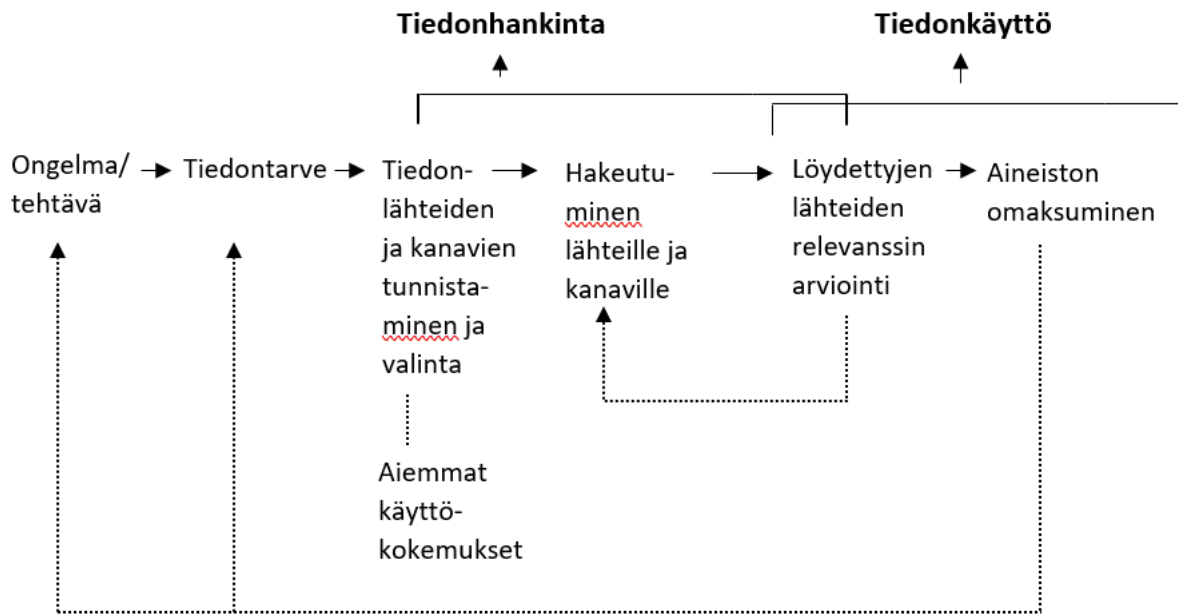 Tiedonhankinta
Tiedonkäyttö
Ongelma/
tehtävä
Tiedontarve
Tiedon-
lähteiden
ja kanavien
tunnista-
minen ja
valinta
Hakeutu-
minen
lähteille ja
kanaville
Löydettyjen
lähteiden
relevanssin
arviointi
Aineiston
omaksuminen
Aiemmat
käyttö-
kokemukset